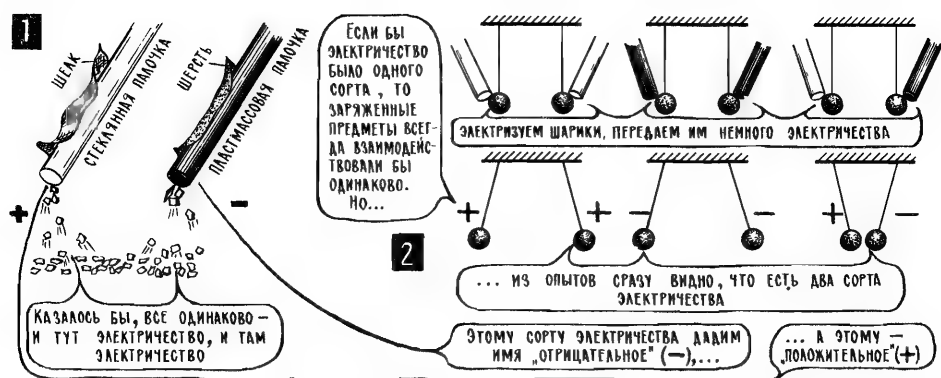 1
ШЕЛК
СТЕКЛЯННАЯ ПАЛОЧКА
ШЕРСТЬ
ПЛАСТМАССОВАЯ ПАЛОЧКА
+
−
КАЗАЛОСЬ БЫ, ВСЕ ОДИНАКОВО –
И ТУТ ЭЛЕКТРИЧЕСТВО, И ТАМ
ЭЛЕКТРИЧЕСТВО
ЕСЛИ БЫ
ЭЛЕКТРИЧЕСТВО
БЫЛО ОДНОГО
СОРТА, ТО
ЗАРЯЖЕННЫЕ
ПРЕДМЕТЫ ВСЕГ-
ДА ВЗАИМОДЕЙС-
ТВОВАЛИ БЫ
ОДИНАКОВО.
НО...
ЭЛЕКТРИЗУЕМ ШАРИКИ, ПЕРЕДАЕМ ИМ НЕМНОГО ЭЛЕКТРИЧЕСТВА
+ + − − + −
2
... ИЗ ОПЫТОВ СРАЗУ ВИДНО, ЧТО ЕСТЬ ДВА СОРТА
ЭЛЕКТРИЧЕСТВА
ЭТОМУ СОРТУ ЭЛЕКТРИЧЕСТВА ДАДИМ
ИМЯ „ОТРИЦАТЕЛЬНОЕ" (−),...
... А ЭТОМУ –
„ПОЛОЖИТЕЛЬНОЕ"(+)